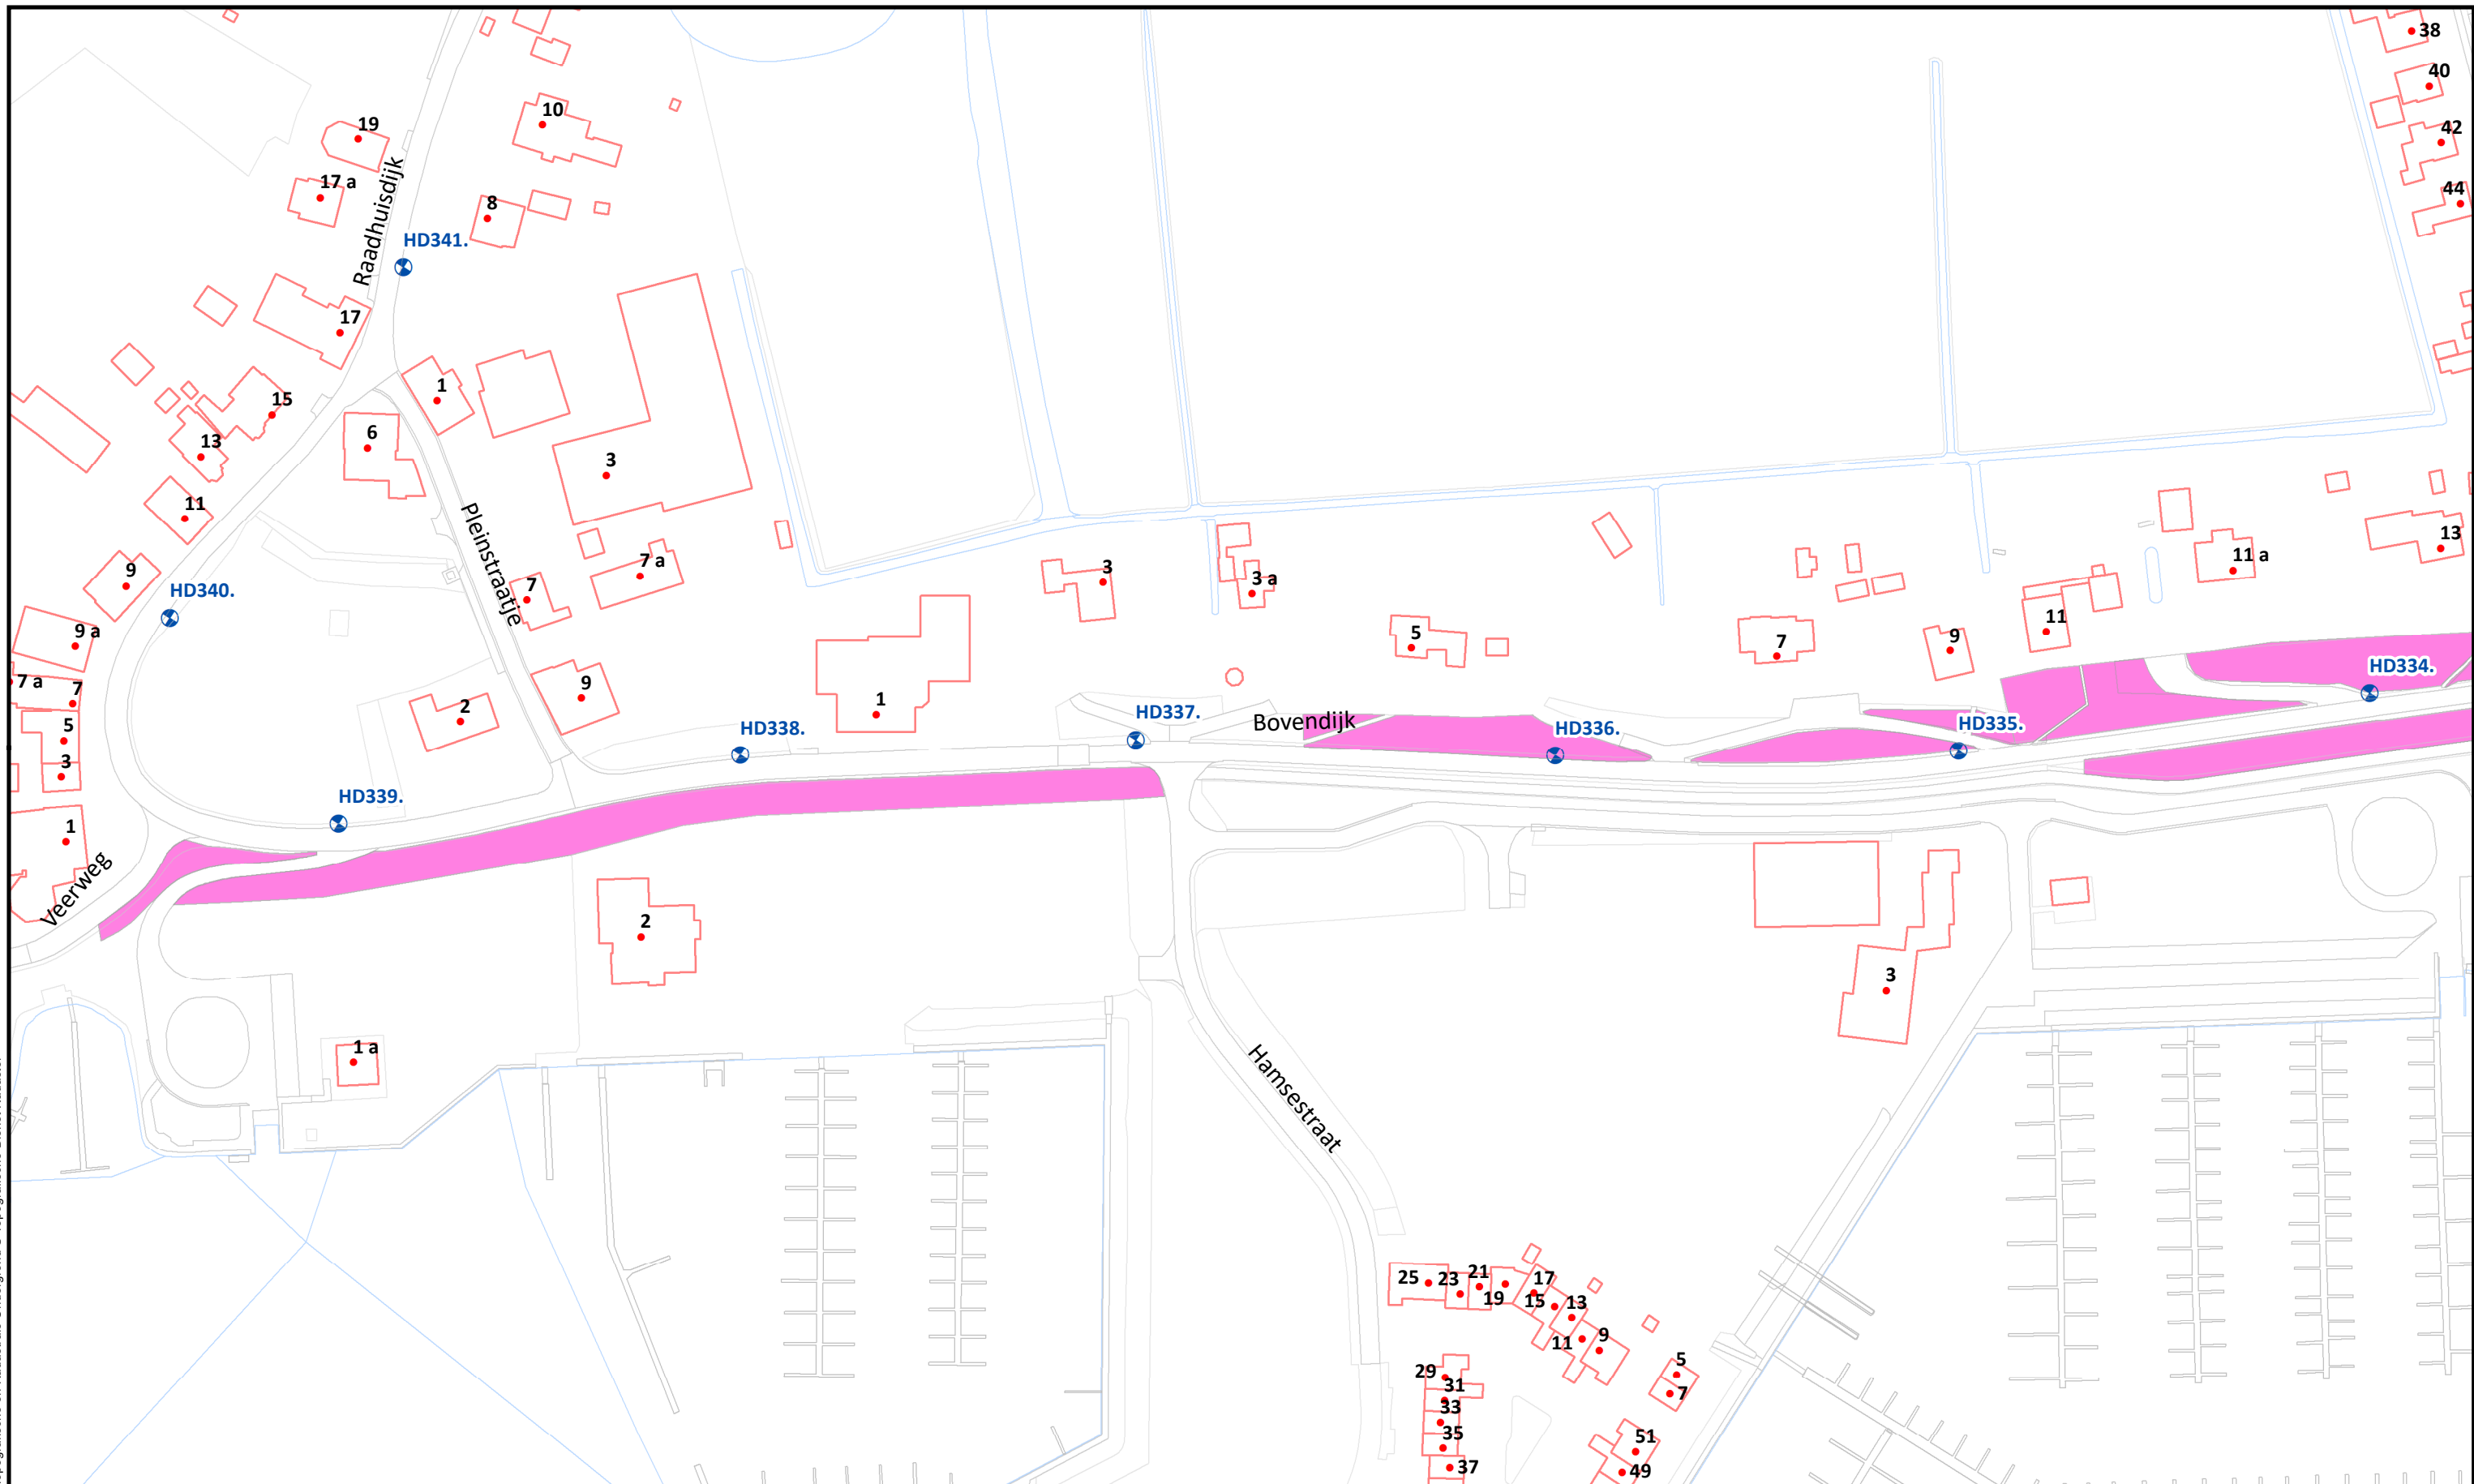 38
40
19
10
42
17 a
44
8
Raadhuisdijk
HD341.
17
1
15
6
13
3
11
Pleinstraatje
13
7 a
11 a
9
7
3
3 a
HD340.
11
9 a
5
7
9
HD334.
7 a
7
9
2
1
HD337.
Bovendijk
HD335.
5
HD338.
HD336.
3
HD339.
1
Veerweg
2
3
1 a
Hamsestraat
25
23
21
19
17
15
13
11
9
5
7
29
31
33
35
37
51
49